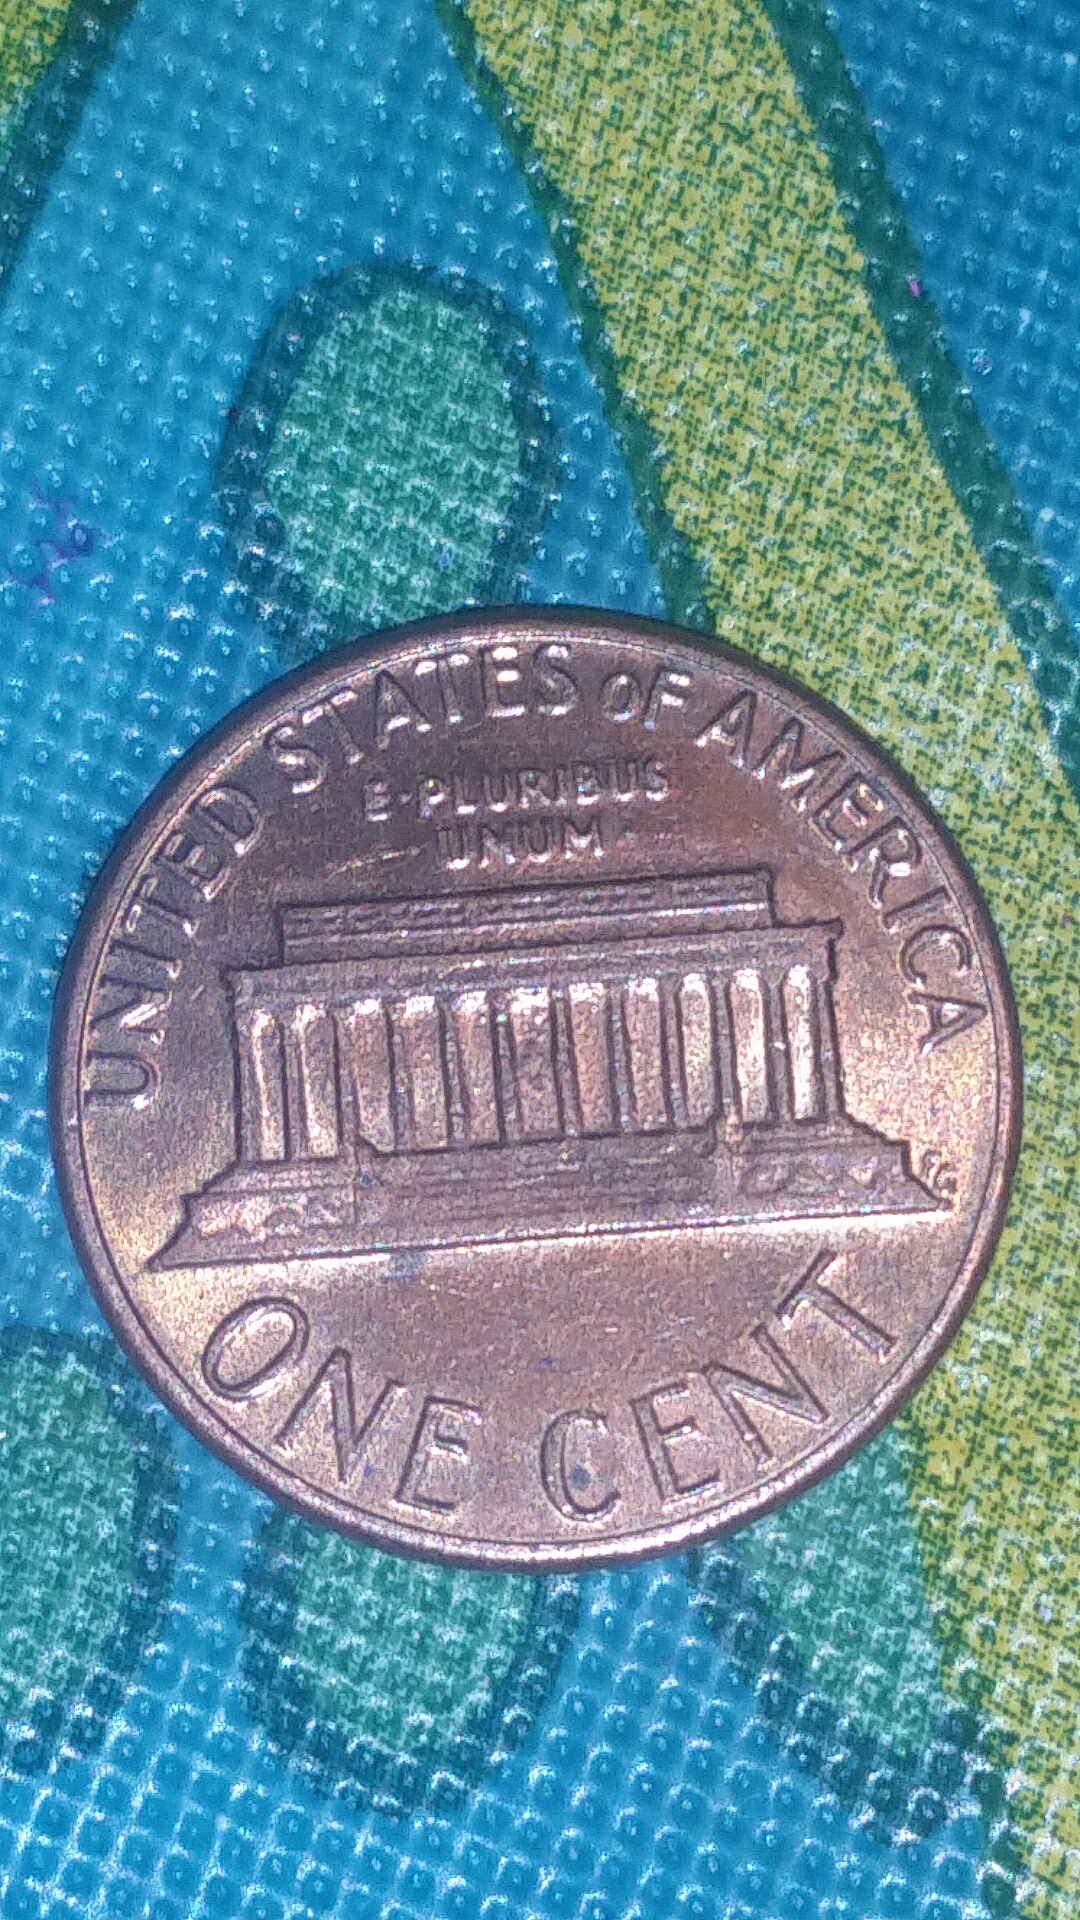 UNITED STATES OF AMERICA
E·PLURIBUS
UNUM
ONE CENT